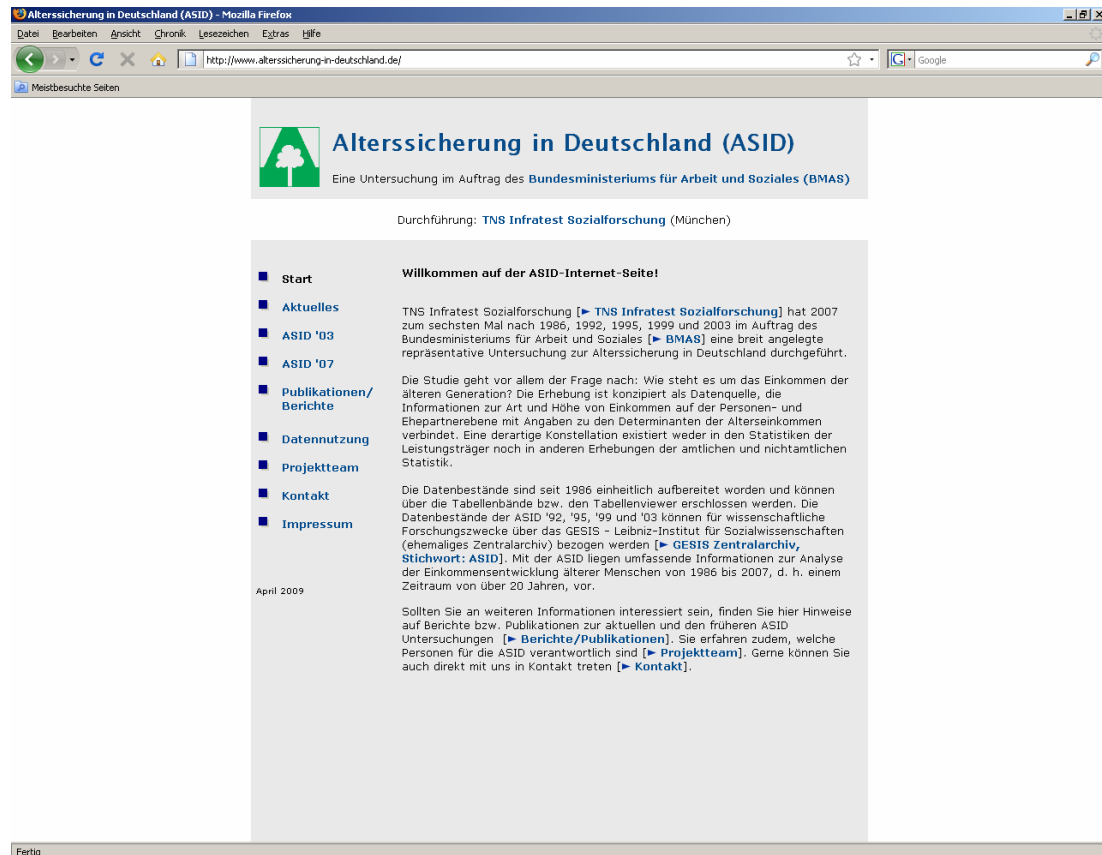 Alterssicherung in Deutschland (ASID) - Mozilla Firefox
Datei Bearbeiten Ansicht Chronik Lesezeichen Extras Hilfe
http://www.alterssicherung-in-deutschland.de/
Google
Meistbesuchte Seiten
Alterssicherung in Deutschland (ASID)
Eine Untersuchung im Auftrag des Bundesministeriums für Arbeit und Soziales (BMAS)
Durchführung: TNS Infratest Sozialforschung (München)
Start
Aktuelles
ASID '03
ASID '07
Publikationen/
Berichte
Datennutzung
Projektteam
Kontakt
Impressum
April 2009
Willkommen auf der ASID-Internet-Seite!
TNS Infratest Sozialforschung [► TNS Infratest Sozialforschung] hat 2007
zum sechsten Mal nach 1986, 1992, 1995, 1999 und 2003 im Auftrag des
Bundesministeriums für Arbeit und Soziales [► BMAS] eine breit angelegte
repräsentative Untersuchung zur Alterssicherung in Deutschland durchgeführt.
Die Studie geht vor allem der Frage nach: Wie steht es um das Einkommen der
älteren Generation? Die Erhebung ist konzipiert als Datenquelle, die
Informationen zur Art und Höhe von Einkommen auf der Personen- und
Ehepartnerebene mit Angaben zu den Determinanten der Alterseinkommen
verbindet. Eine derartige Konstellation existiert weder in den Statistiken der
Leistungsträger noch in anderen Erhebungen der amtlichen und nichtamtlichen
Statistik.
Die Datenbestände sind seit 1986 einheitlich aufbereitet worden und können
über die Tabellenbände bzw. den Tabellenviewer erschlossen werden. Die
Datenbestände der ASID '92, '95, '99 und '03 können für wissenschaftliche
Forschungszwecke über das GESIS - Leibniz-Institut für Sozialwissenschaften
(ehemaliges Zentralarchiv) bezogen werden [► GESIS Zentralarchiv,
Stichwort: ASID]. Mit der ASID liegen umfassende Informationen zur Analyse
der Einkommensentwicklung älterer Menschen von 1986 bis 2007, d. h. einem
Zeitraum von über 20 Jahren, vor.
Sollten Sie an weiteren Informationen interessiert sein, finden Sie hier Hinweise
auf Berichte bzw. Publikationen zur aktuellen und den früheren ASID
Untersuchungen [► Berichte/Publikationen]. Sie erfahren zudem, welche
Personen für die ASID verantwortlich sind [► Projektteam]. Gerne können Sie
auch direkt mit uns in Kontakt treten [► Kontakt].
Fertig